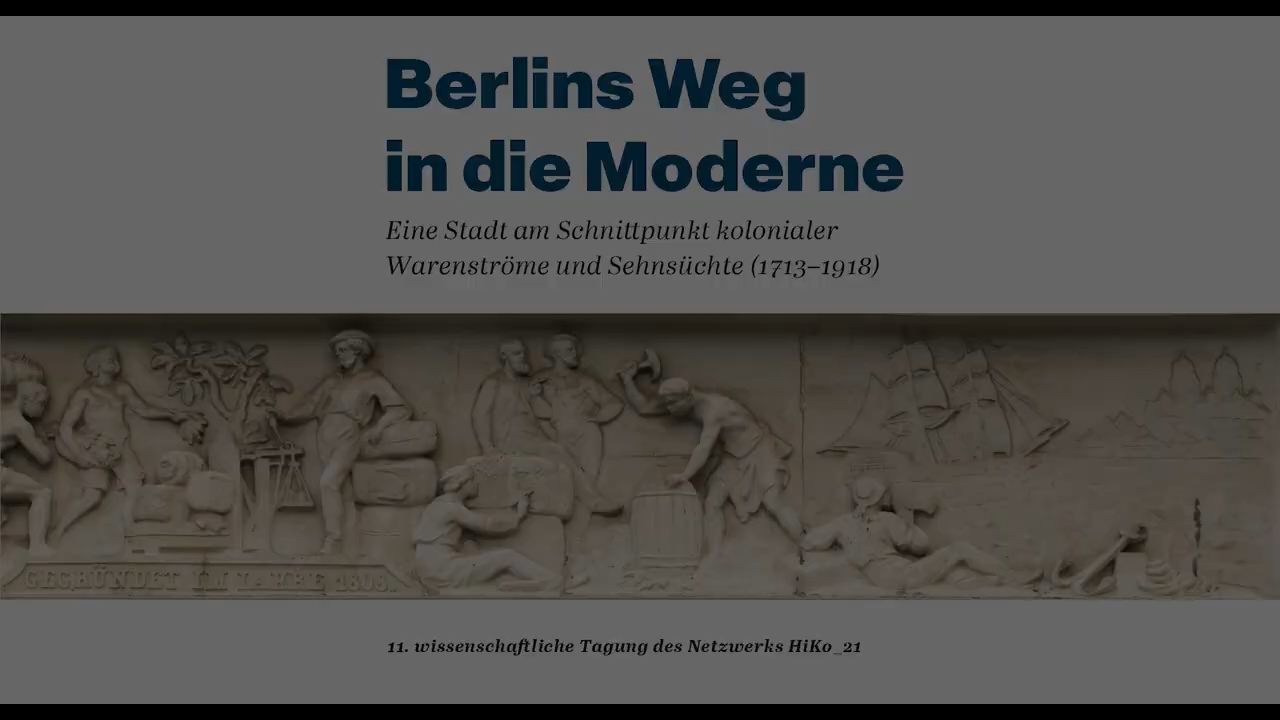 Berlins Weg
in die Moderne
Eine Stadt am Schnittpunkt kolonialer
Warenströme und Sehnsüchte (1713–1918)
GEGRÜNDET IM JAHRE 1808.
11. wissenschaftliche Tagung des Netzwerks HiKo_21